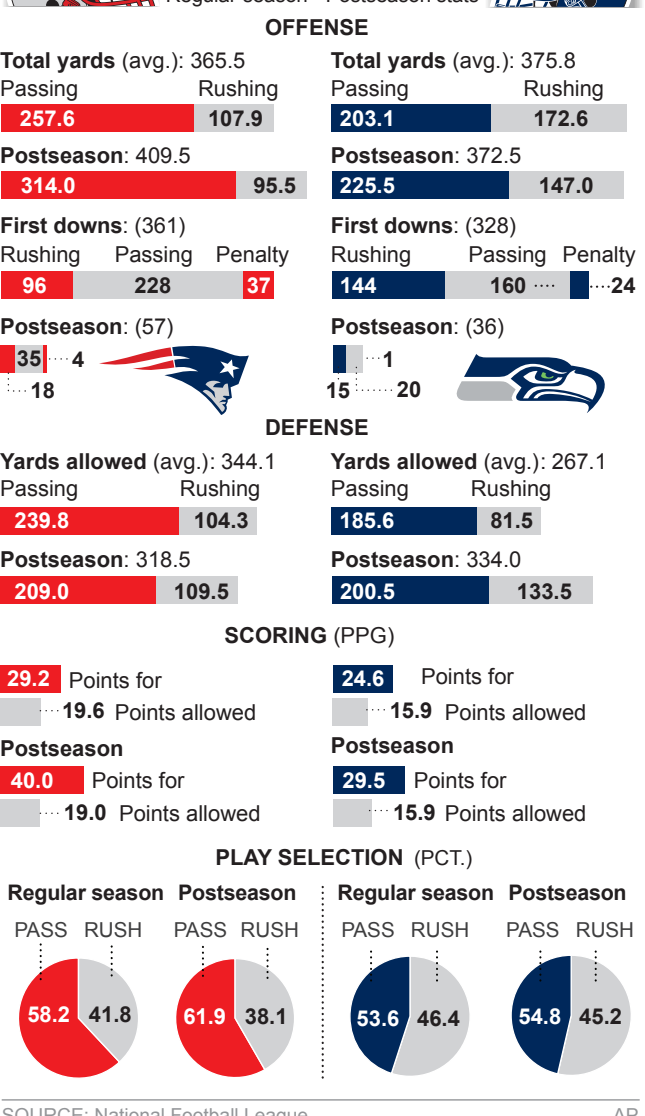 Regular season · Postseason stats
OFFENSE
Total yards (avg.): 365.5
Passing Rushing
257.6 107.9
Postseason: 409.5
314.0 95.5
First downs: (361)
Rushing Passing Penalty
96 228 37
Postseason: (57)
35 4
18
Total yards (avg.): 375.8
Passing Rushing
203.1 172.6
Postseason: 372.5
225.5 147.0
First downs: (328)
Rushing Passing Penalty
144 160 24
Postseason: (36)
1
15 20
DEFENSE
Yards allowed (avg.): 344.1
Passing Rushing
239.8 104.3
Postseason: 318.5
209.0 109.5
Yards allowed (avg.): 267.1
Passing Rushing
185.6 81.5
Postseason: 334.0
200.5 133.5
SCORING (PPG)
29.2 Points for
19.6 Points allowed
Postseason
40.0 Points for
19.0 Points allowed
24.6 Points for
15.9 Points allowed
Postseason
29.5 Points for
15.9 Points allowed
PLAY SELECTION (PCT.)
Regular season Postseason
PASS RUSH PASS RUSH
58.2 41.8 61.9 38.1
Regular season Postseason
PASS RUSH PASS RUSH
53.6 46.4 54.8 45.2
SOURCE: National Football League AP